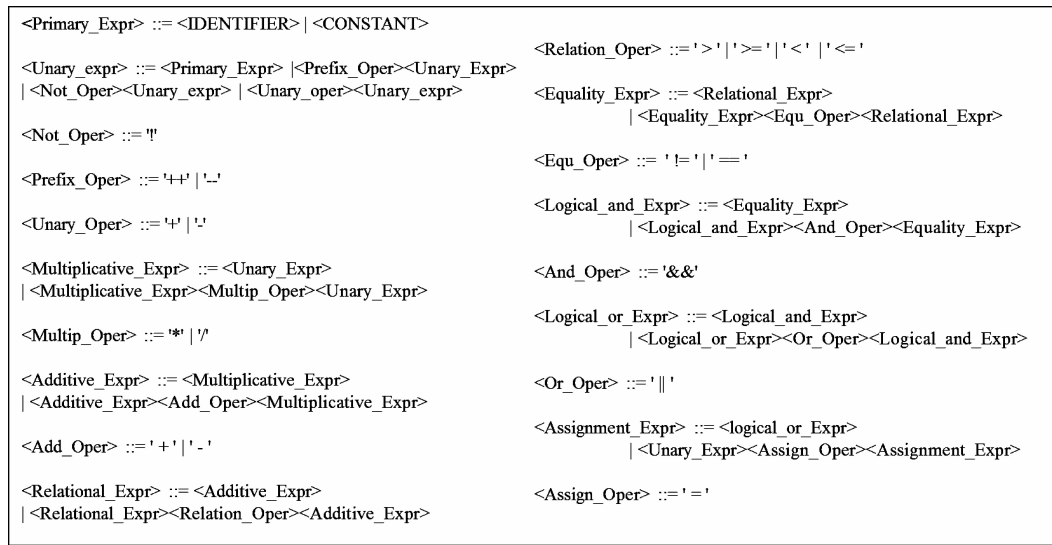 <Primary_Expr> ::= <IDENTIFIER> | <CONSTANT>
<Unary_expr> ::= <Primary_Expr> |<Prefix_Oper><Unary_Expr>
| <Not_Oper><Unary_expr> | <Unary_oper><Unary_expr>
<Not_Oper> ::= '!'
<Prefix_Oper> ::= '++' | '--'
<Unary_Oper> ::= '+' | '-'
<Multiplicative_Expr> ::= <Unary_Expr>
| <Multiplicative_Expr><Multip_Oper><Unary_Expr>
<Multip_Oper> ::= '*' | '/'
<Additive_Expr> ::= <Multiplicative_Expr>
| <Additive_Expr><Add_Oper><Multiplicative_Expr>
<Add_Oper> ::= ' + ' | ' - '
<Relational_Expr> ::= <Additive_Expr>
| <Relational_Expr><Relation_Oper><Additive_Expr>
<Relation_Oper> ::= ' > ' | ' >= ' | ' < ' | ' <= '
<Equality_Expr> ::= <Relational_Expr>
| <Equality_Expr><Equ_Oper><Relational_Expr>
<Equ_Oper> ::= ' != ' | ' == '
<Logical_and_Expr> ::= <Equality_Expr>
| <Logical_and_Expr><And_Oper><Equality_Expr>
<And_Oper> ::= '&&'
<Logical_or_Expr> ::= <Logical_and_Expr>
| <Logical_or_Expr><Or_Oper><Logical_and_Expr>
<Or_Oper> ::= ' || '
<Assignment_Expr> ::= <logical_or_Expr>
| <Unary_Expr><Assign_Oper><Assignment_Expr>
<Assign_Oper> ::= ' = '